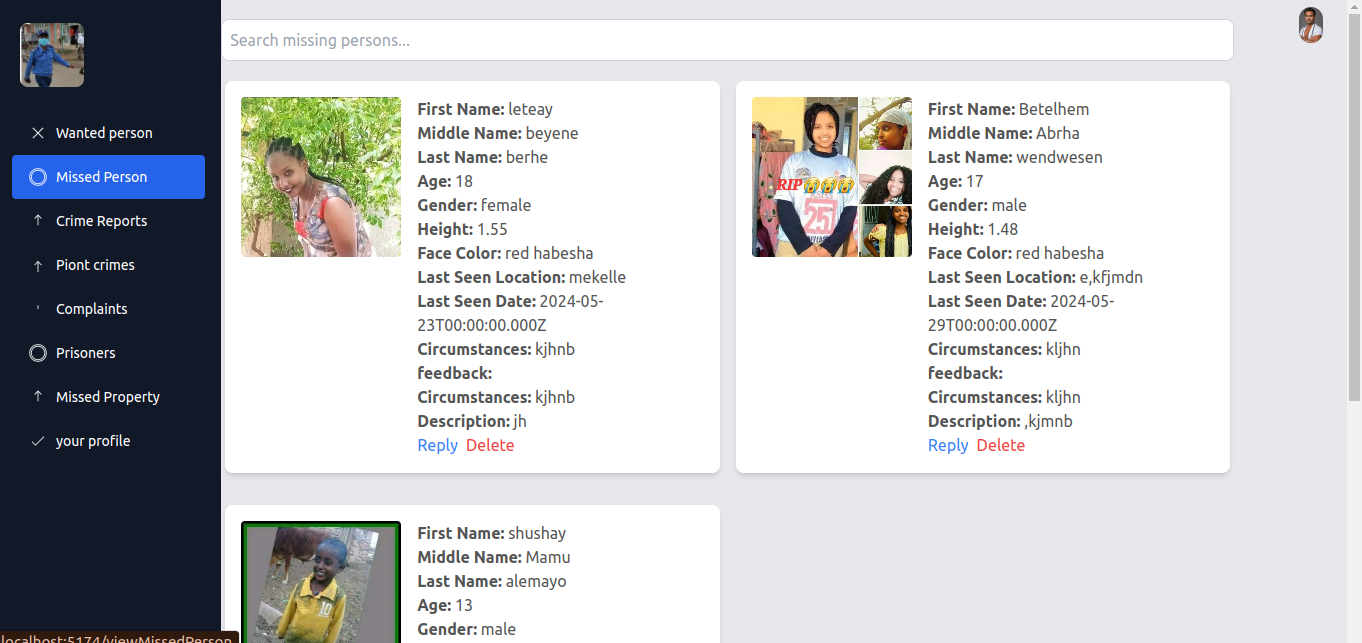 Search missing persons...
Wanted person
Missed Person
Crime Reports
Piont crimes
Complaints
Prisoners
Missed Property
your profile
First Name: leteay
Middle Name: beyene
Last Name: berhe
Age: 18
Gender: female
Height: 1.55
Face Color: red habesha
Last Seen Location: mekelle
Last Seen Date: 2024-05-
23T00:00:00.000Z
Circumstances: kjhnb
feedback:
Circumstances: kjhnb
Description: jh
Reply Delete
RIP😭😭😭
251
First Name: Betelhem
Middle Name: Abrha
Last Name: wendwesen
Age: 17
Gender: male
Height: 1.48
Face Color: red habesha
Last Seen Location: e,kfjmdn
Last Seen Date: 2024-05-
29T00:00:00.000Z
Circumstances: kljhn
feedback:
Circumstances: kljhn
Description: ,kjmnb
Reply Delete
10
First Name: shushay
Middle Name: Mamu
Last Name: alemayo
Age: 13
Gender: male
localhost:5174/viewMissedPerson